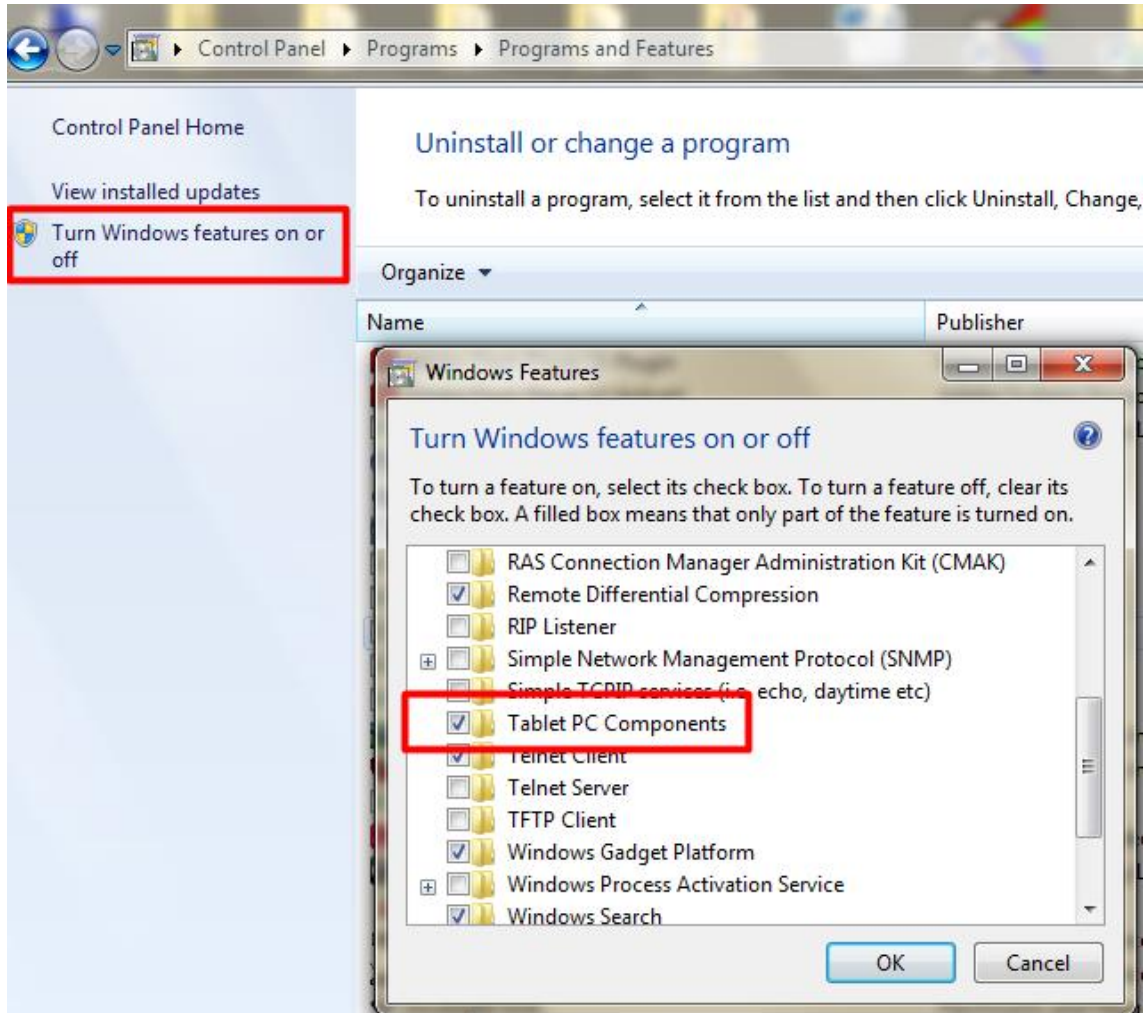 Control Panel Programs Programs and Features
Control Panel Home
View installed updates
Turn Windows features on or
off
Uninstall or change a program
To uninstall a program, select it from the list and then click Uninstall, Change,
Organize
Name
Publisher
Windows Features
Turn Windows features on or off
To turn a feature on, select its check box. To turn a feature off, clear its
check box. A filled box means that only part of the feature is turned on.
RAS Connection Manager Administration Kit (CMAK)
Remote Differential Compression
RIP Listener
Simple Network Management Protocol (SNMP)
Simple TCPIP services (i.e. echo, daytime etc)
Tablet PC Components
Telnet Client
Telnet Server
TFTP Client
Windows Gadget Platform
Windows Process Activation Service
Windows Search
OK
Cancel